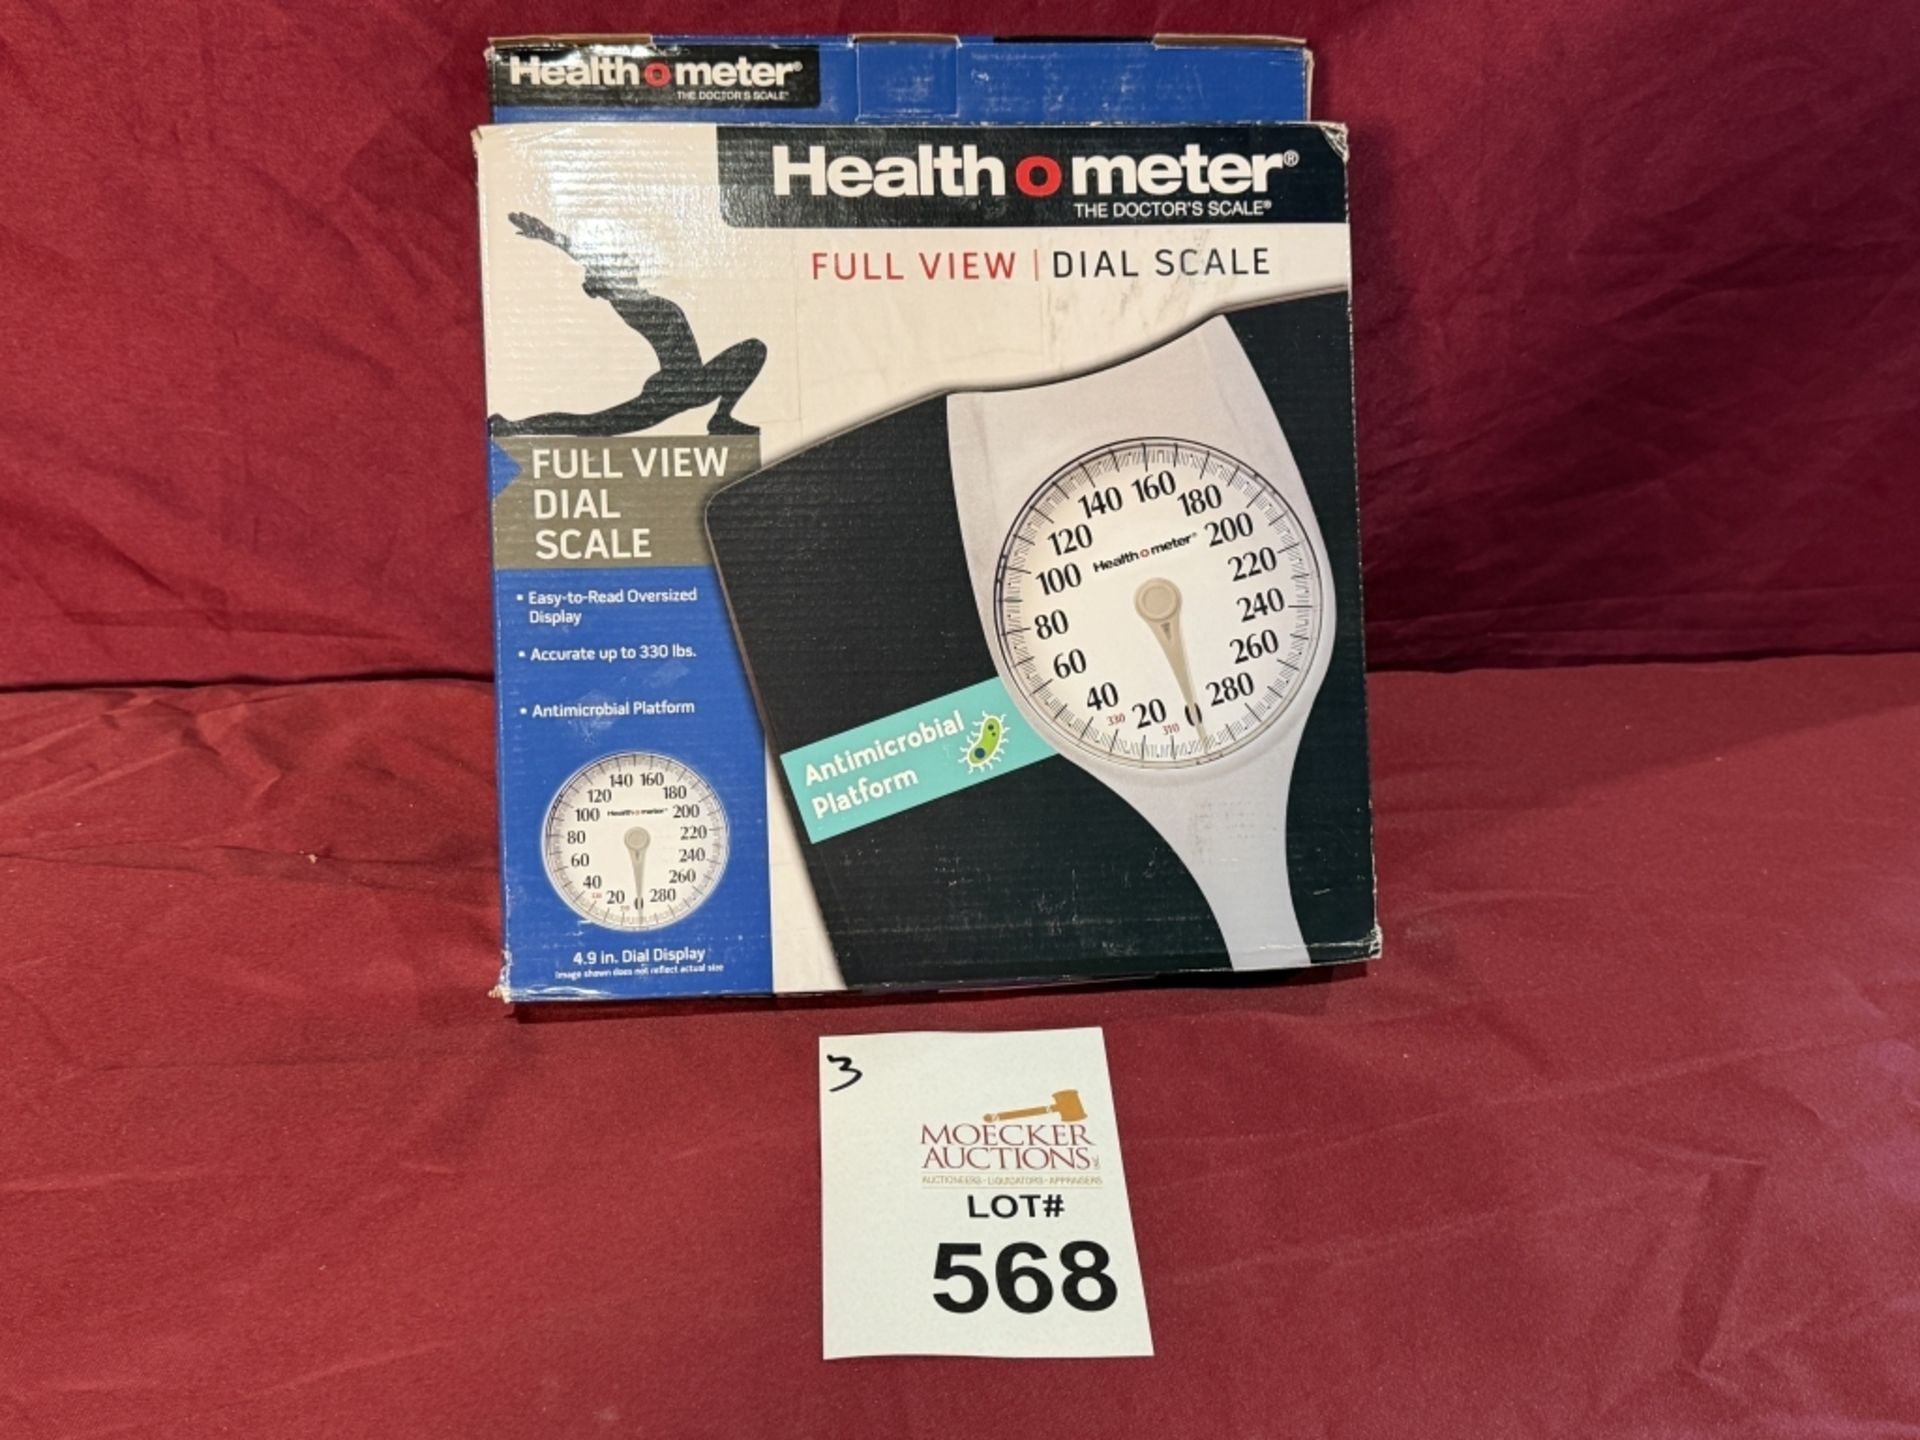 Health o meter®
THE DOCTOR'S SCALE®
Health o meter®
THE DOCTOR'S SCALE®
FULL VIEW | DIAL SCALE
FULL VIEW
DIAL
SCALE
• Easy-to-Read Oversized
Display
• Accurate up to 330 lbs.
• Antimicrobial Platform
140 160
120 180
100 Health o meter® 200
80 220
60 240
40 260
330 20 310 0 280
4.9 in. Dial Display
Image shown does not reflect actual size
140 160 180
120 Health o meter® 200
100 220
80 240
60 260
40 280
330 20 310 0
Antimicrobial
Platform
3
MOECKER
AUCTIONS INC.
AUCTIONEERS - LIQUIDATORS - APPRAISERS
LOT#
568